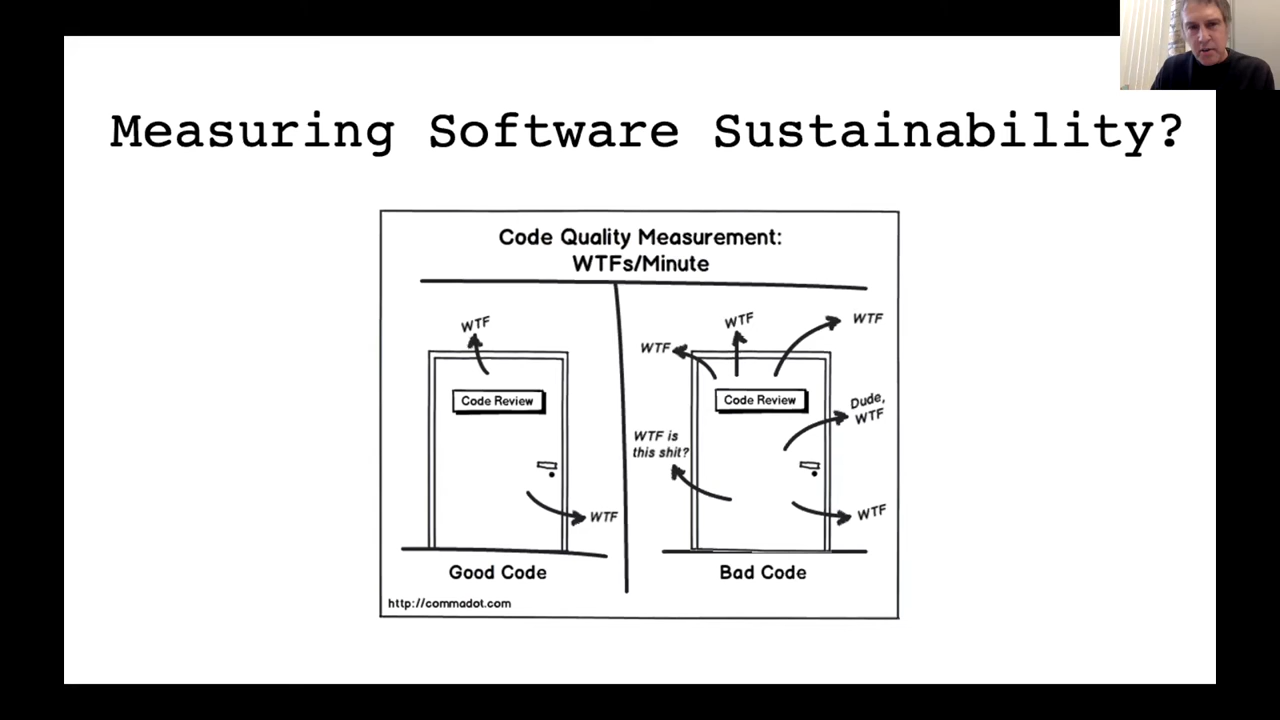 Measuring Software Sustainability?
Code Quality Measurement:
WTFs/Minute
WTF
Code Review
WTF
Good Code
http://commadot.com
WTF
WTF
WTF
Code Review
Dude,
WTF
WTF is
this shit?
WTF
Bad Code